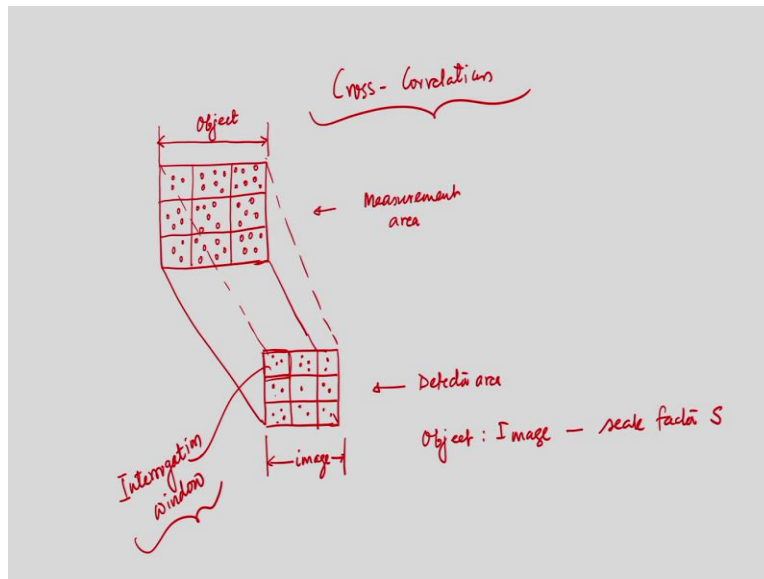 Cross-Correlation
Object
Measurement
area
Detector area
Object : Image – scale factor S
image
Interrogation
window